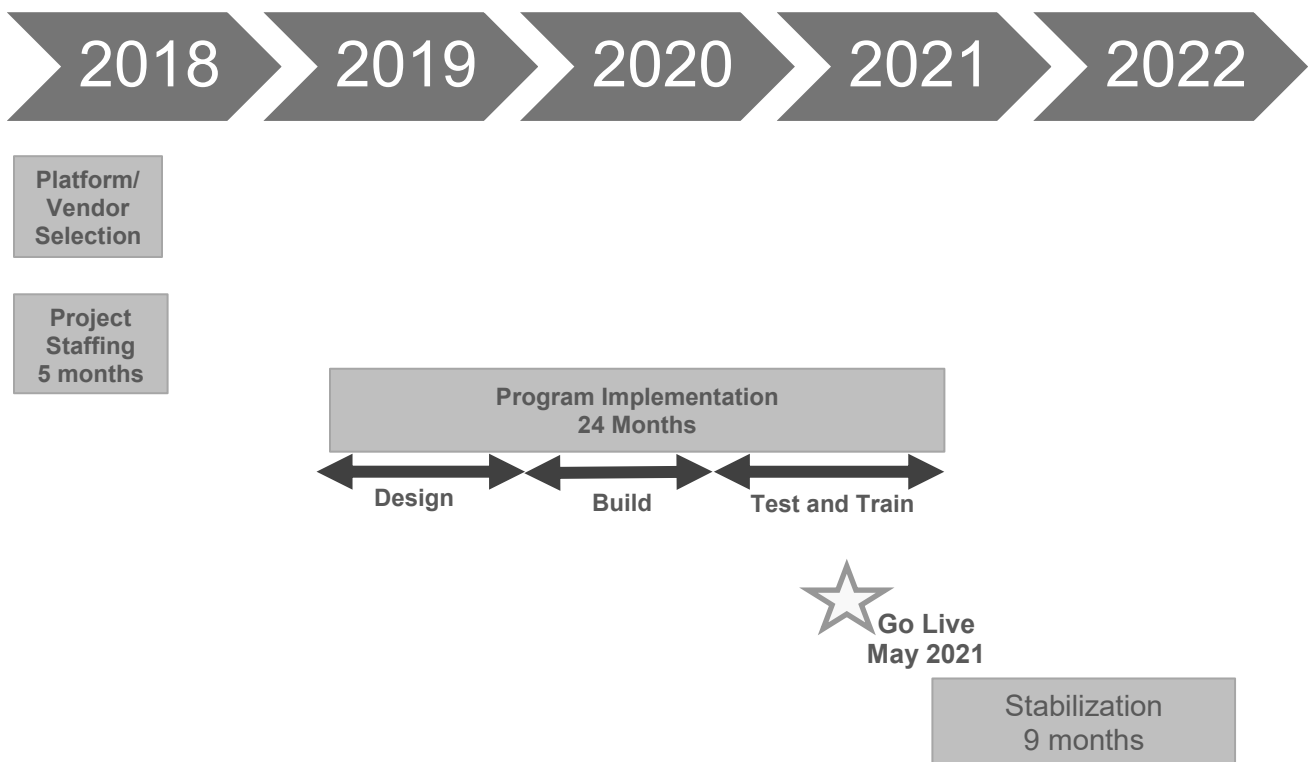 2018 2019 2020 2021 2022
Platform/
Vendor
Selection
Project
Staffing
5 months
Program Implementation
24 Months
Design Build Test and Train
Go Live
May 2021
Stabilization
9 months